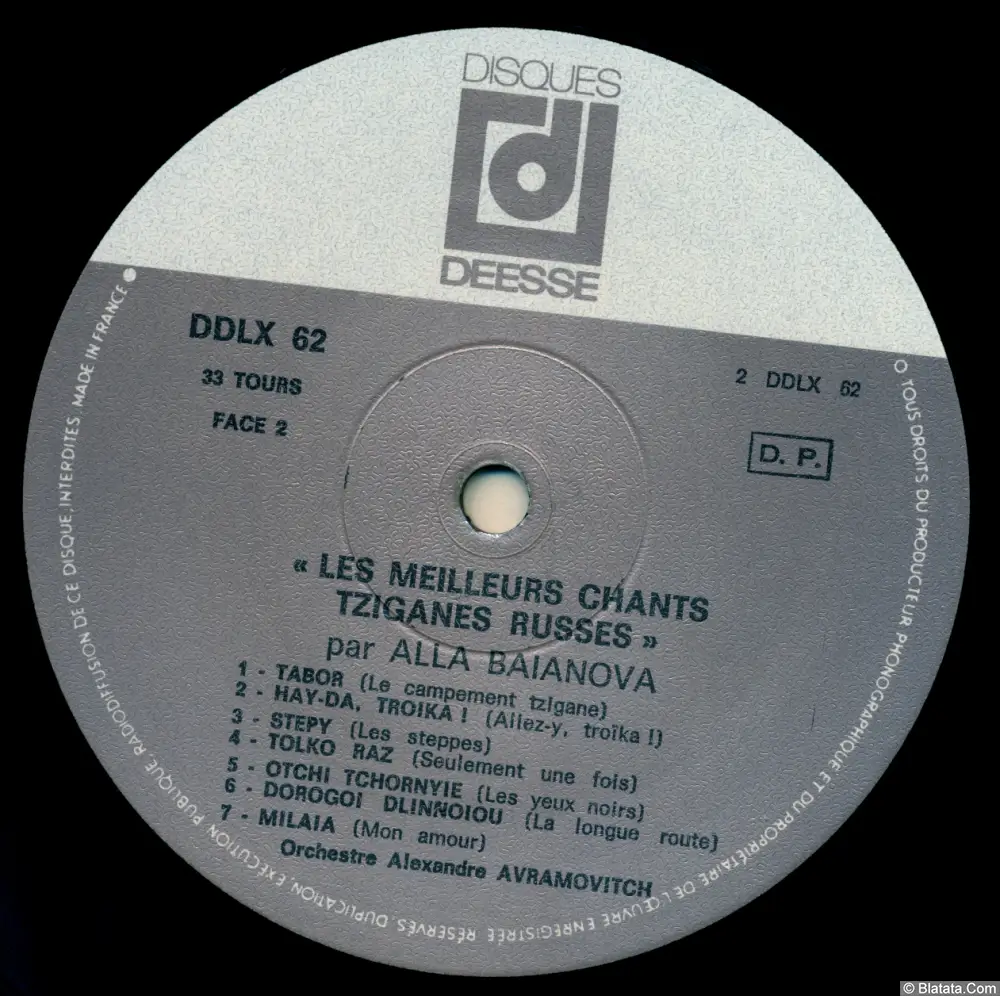 DISQUES
DEESSE
DDLX 62
33 TOURS
FACE 2
2 DDLX 62
D. P.
« LES MEILLEURS CHANTS
TZIGANES RUSSES »
par ALLA BAIANOVA
1 - TABOR (Le campement tzigane)
2 - HAY-DA, TROIKA ! (Allez-y, troïka !)
3 - STEPY (Les steppes)
4 - TOLKO RAZ (Seulement une fois)
5 - OTCHI TCHORNYIE (Les yeux noirs)
6 - DOROGOI DLINNOIOU (La longue route)
7 - MILAIA (Mon amour)
Orchestre Alexandre AVRAMOVITCH
TOUS DROITS DU PRODUCTEUR PHONOGRAPHIQUE ET DU PROPRIÉTAIRE DE L'ŒUVRE ENREGISTRÉE RÉSERVÉS. DUPLICATION, EXÉCUTION PUBLIQUE RADIODIFFUSION DE CE DISQUE, INTERDITES. MADE IN FRANCE
© Blatata.Com